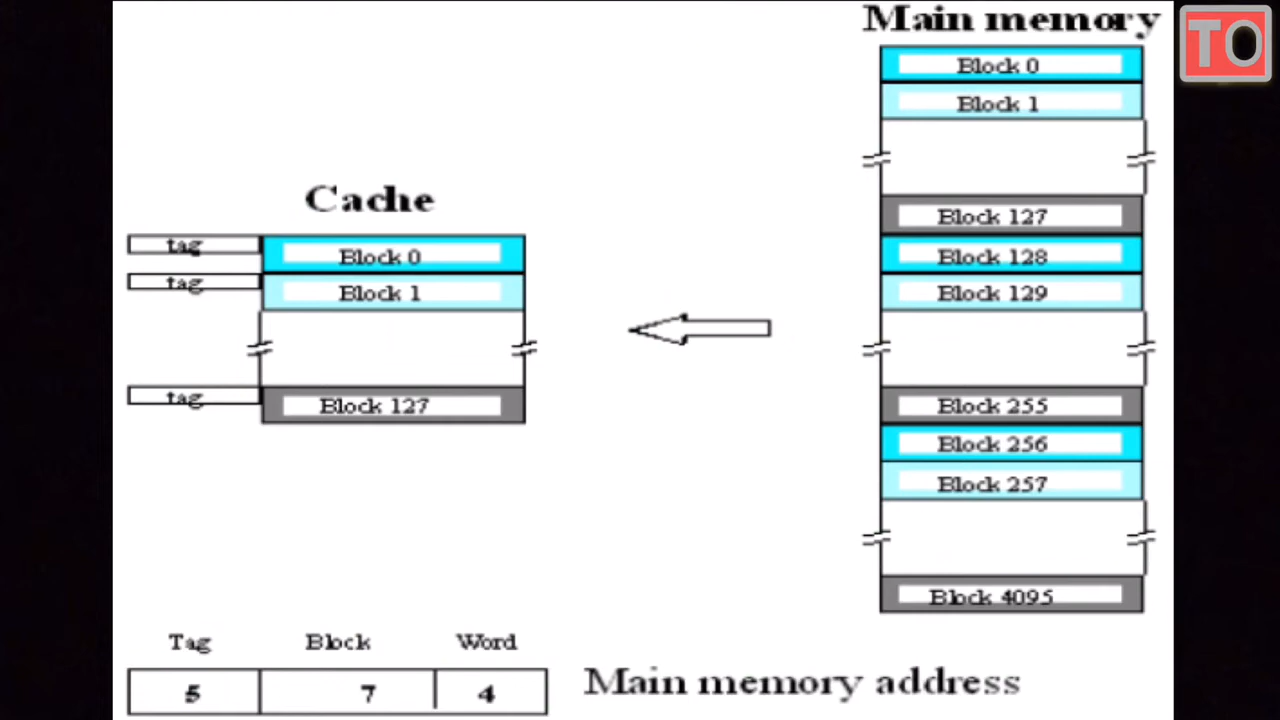 Main memory
TO
Block 0
Block 1
Block 127
Cache
tag Block 0
tag Block 1
tag Block 127
Block 128
Block 129
Block 255
Block 256
Block 257
Block 4095
Tag Block Word
5 7 4
Main memory address